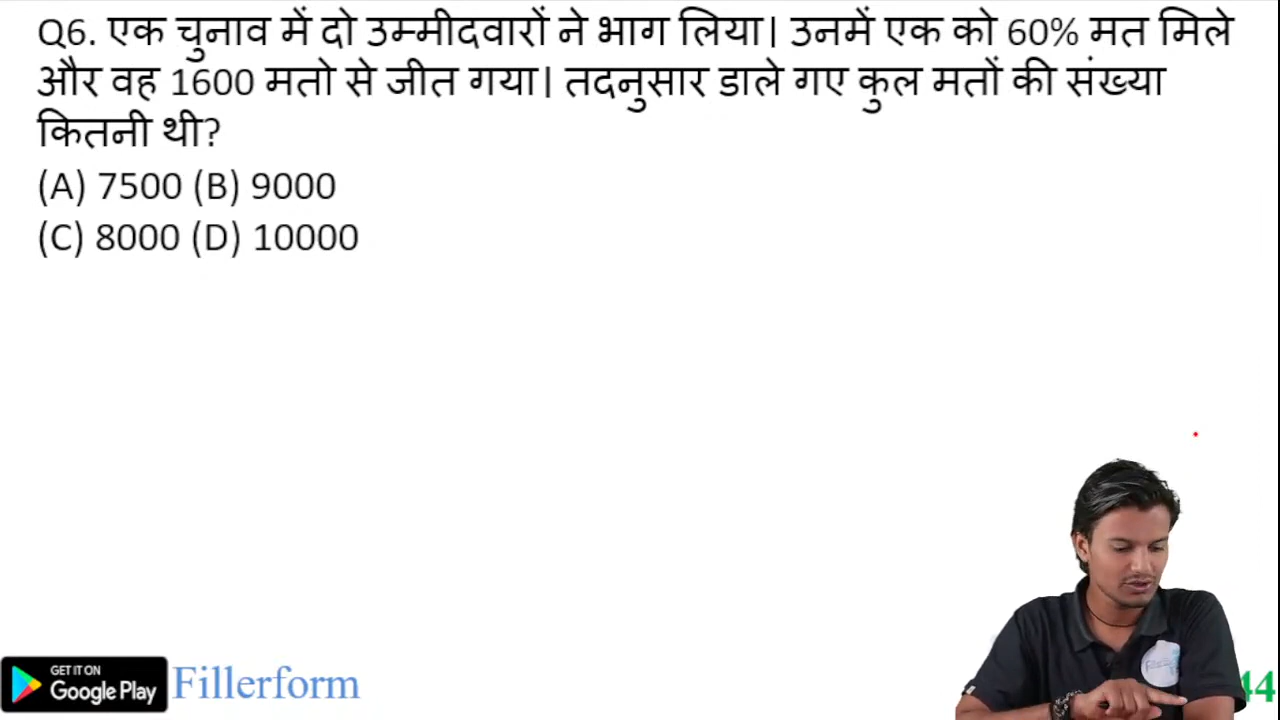 Q6. एक चुनाव में दो उम्मीदवारों ने भाग लिया। उनमें एक को 60% मत मिले
और वह 1600 मतो से जीत गया। तदनुसार डाले गए कुल मतों की संख्या
कितनी थी?
(A) 7500 (B) 9000
(C) 8000 (D) 10000
GET IT ON
Google Play
Fillerform
44